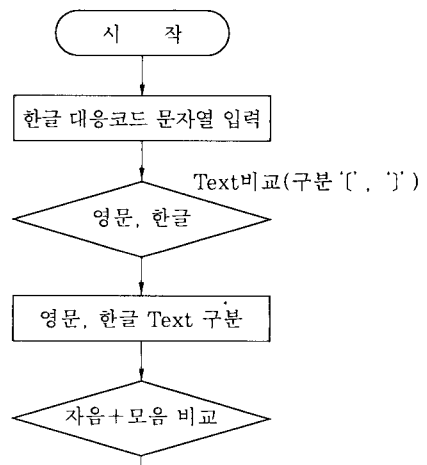 시 작
한글 대응코드 문자열 입력
Text비교(구분 '〔', '〕')
영문, 한글
영문, 한글 Text 구분
자음+모음 비교